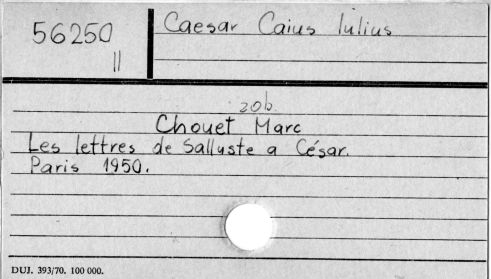 56250
II
Caesar Caius Iulius
zob.
Chouet Marc
Les lettres de Salluste a César.
Paris 1950.
DUJ. 393/70. 100 000.